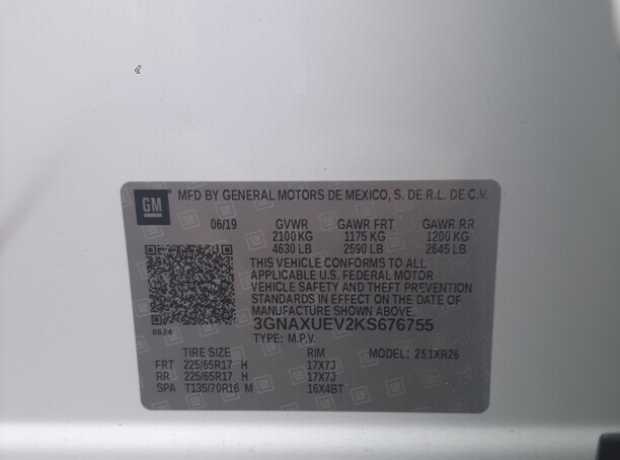 GM
MFD BY GENERAL MOTORS DE MEXICO, S. DE R.L. DE C.V.
06/19 GVWR GAWR FRT GAWR RR
2100 KG 1175 KG 1200 KG
4630 LB 2590 LB 2645 LB
THIS VEHICLE CONFORMS TO ALL
APPLICABLE U.S. FEDERAL MOTOR
VEHICLE SAFETY AND THEFT PREVENTION
STANDARDS IN EFFECT ON THE DATE OF
MANUFACTURE SHOWN ABOVE.
3GNAXUEV2KS676755
TYPE: M.P.V.
TIRE SIZE RIM MODEL: 2S1XR26
FRT 225/65R17 H 17X7J
RR 225/65R17 H 17X7J
SPA T135/70R16 M 16X4BT